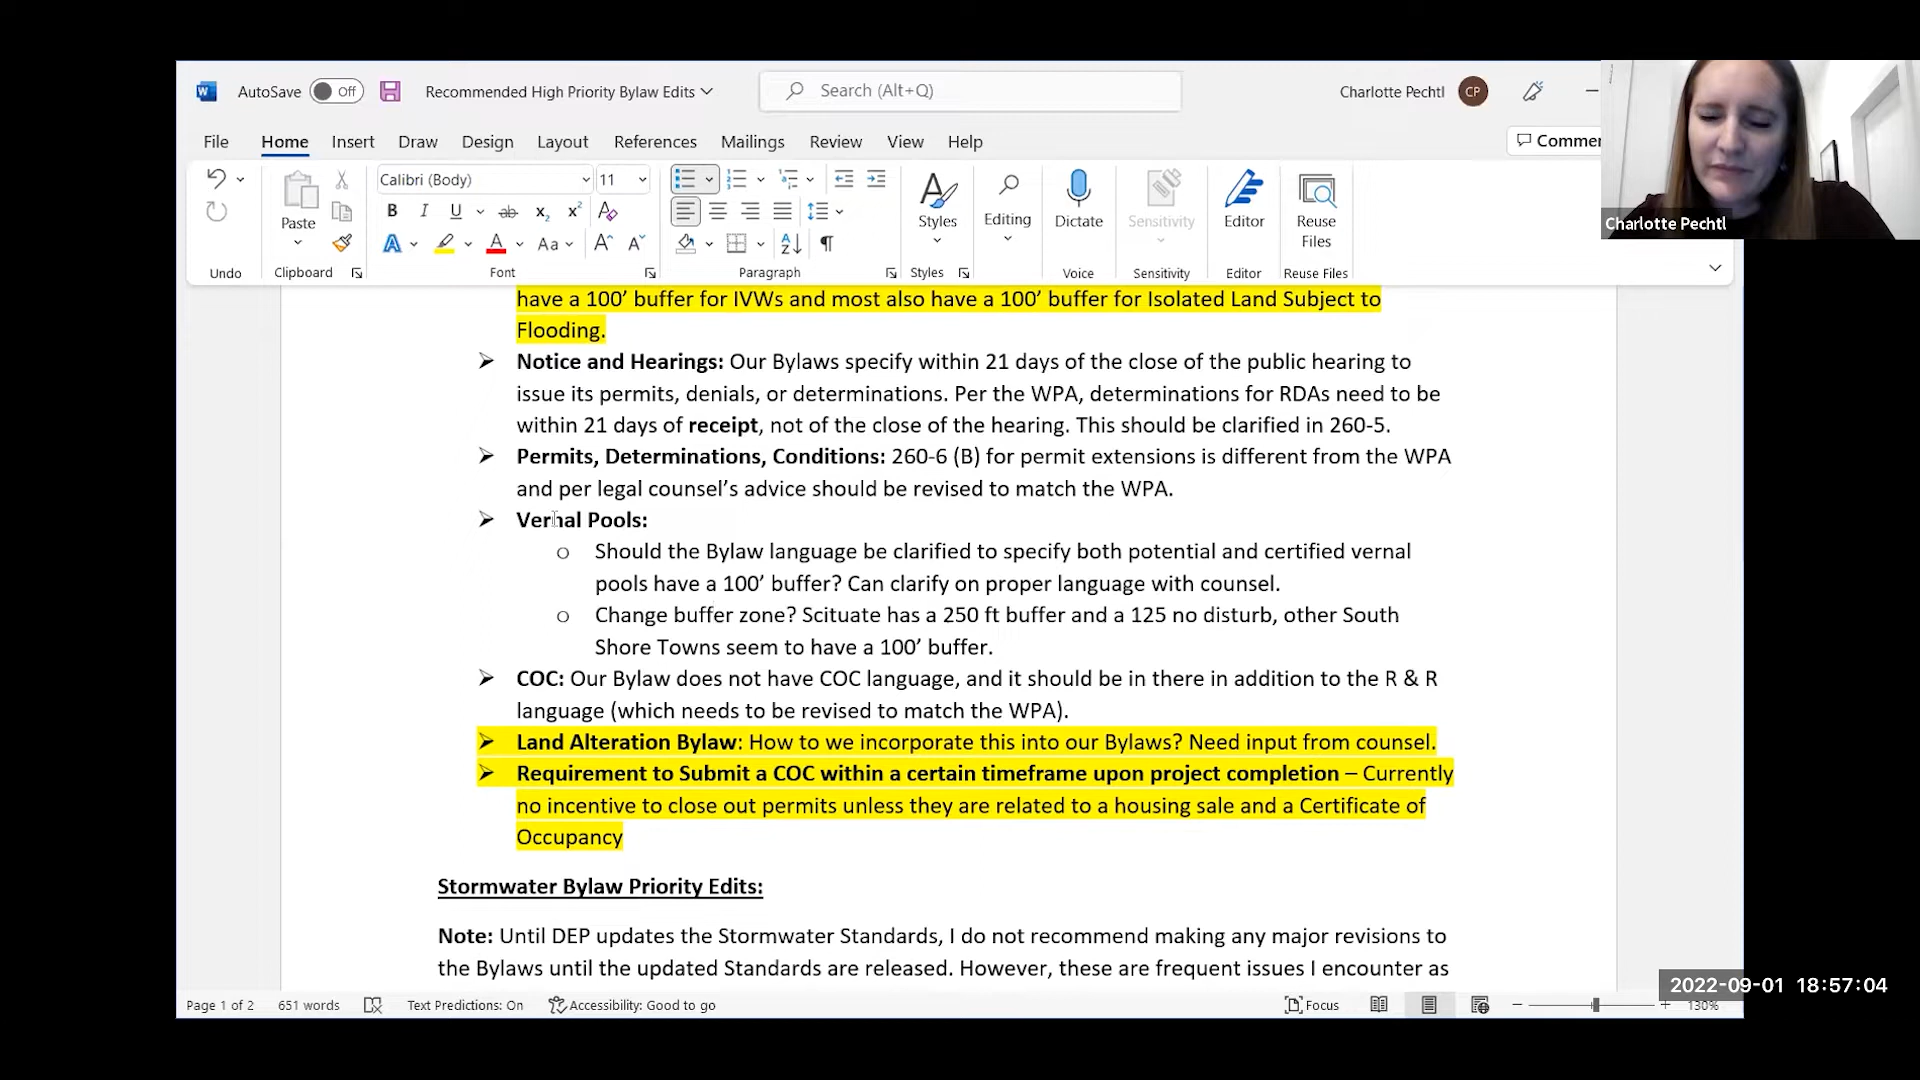 AutoSave Off Recommended High Priority Bylaw Edits Search (Alt+Q) Charlotte Pechtl CP
File Home Insert Draw Design Layout References Mailings Review View Help
Calibri (Body) 11
Paste
Styles
Editing
Dictate
Sensitivity
Editor
Reuse
Files
Undo Clipboard Font Paragraph Styles Voice Sensitivity Editor Reuse Files
Charlotte Pechtl
have a 100’ buffer for IVWs and most also have a 100’ buffer for Isolated Land Subject to
Flooding.
➢ Notice and Hearings: Our Bylaws specify within 21 days of the close of the public hearing to
issue its permits, denials, or determinations. Per the WPA, determinations for RDAs need to be
within 21 days of receipt, not of the close of the hearing. This should be clarified in 260-5.
➢ Permits, Determinations, Conditions: 260-6 (B) for permit extensions is different from the WPA
and per legal counsel’s advice should be revised to match the WPA.
➢ Vernal Pools:
o Should the Bylaw language be clarified to specify both potential and certified vernal
pools have a 100’ buffer? Can clarify on proper language with counsel.
o Change buffer zone? Scituate has a 250 ft buffer and a 125 no disturb, other South
Shore Towns seem to have a 100’ buffer.
➢ COC: Our Bylaw does not have COC language, and it should be in there in addition to the R & R
language (which needs to be revised to match the WPA).
➢ Land Alteration Bylaw: How to we incorporate this into our Bylaws? Need input from counsel.
➢ Requirement to Submit a COC within a certain timeframe upon project completion – Currently
no incentive to close out permits unless they are related to a housing sale and a Certificate of
Occupancy
Stormwater Bylaw Priority Edits:
Note: Until DEP updates the Stormwater Standards, I do not recommend making any major revisions to
the Bylaws until the updated Standards are released. However, these are frequent issues I encounter as
2022-09-01 18:57:04
Page 1 of 2 651 words Text Predictions: On Accessibility: Good to go Focus 130%